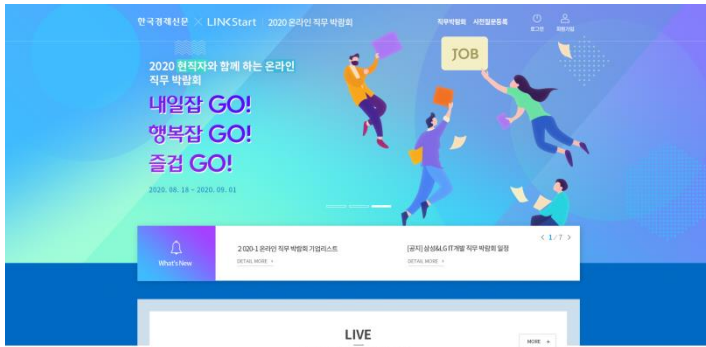 한국경제신문 × LINKStart 2020 온라인 직무 박람회
직무박람회 사전질문등록 로그인 회원가입
2020 현직자와 함께 하는 온라인
직무 박람회
내일잡 GO!
행복잡 GO!
즐겁 GO!
2020. 08. 18 ~ 2020. 09. 01
JOB
What's New
2020-1 온라인 직무 박람회 기업리스트
DETAIL MORE
[공지] 삼성&LG IT개발 직무 박람회 일정
DETAIL MORE
< 1 / 7 >
LIVE
MORE +